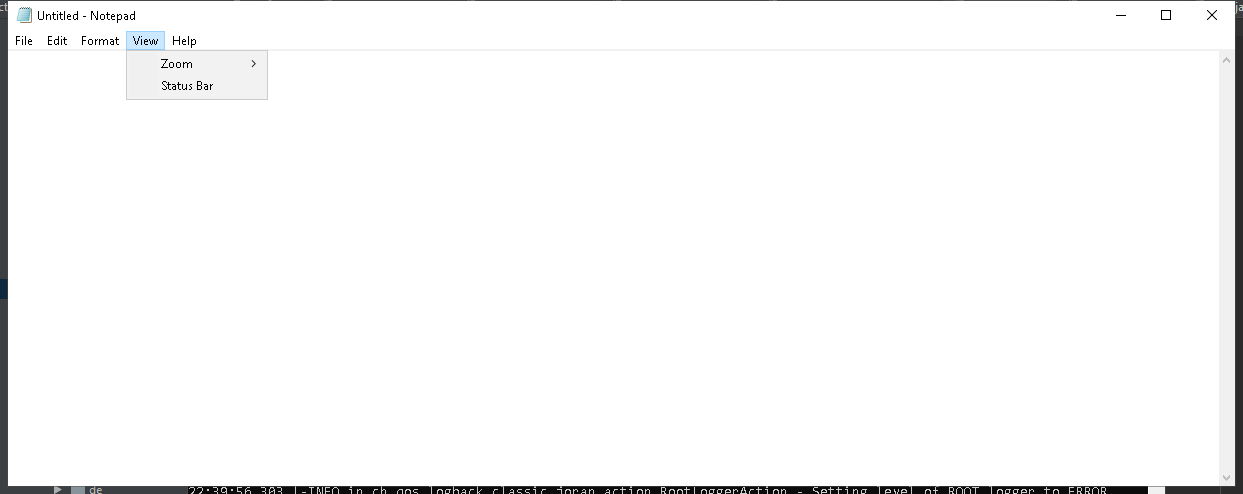 Untitled - Notepad
File Edit Format View Help
Zoom
Status Bar
de
22:39:56,303 |-INFO in ch.qos.logback.classic.joran.action.RootLoggerAction - Setting level of ROOT logger to ERROR